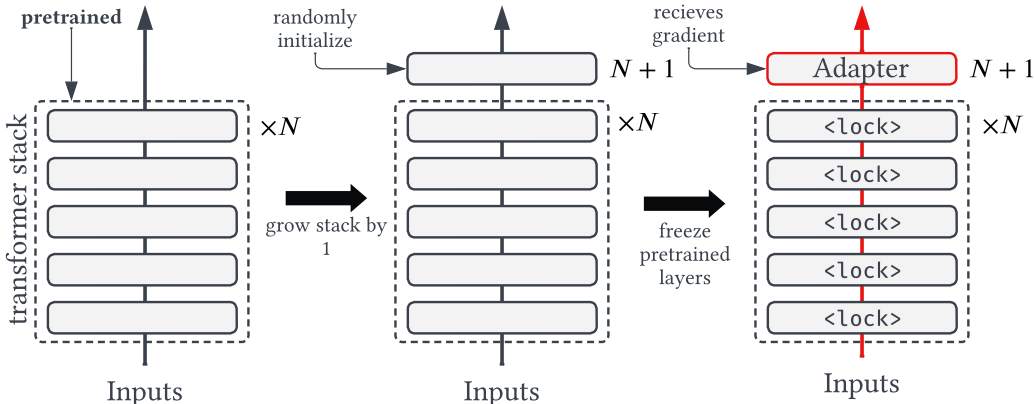 pretrained
transformer stack
×N
Inputs
grow stack by
1
randomly
initialize
N + 1
×N
Inputs
freeze
pretrained
layers
recieves
gradient
Adapter
N + 1
<lock>
×N
<lock>
<lock>
<lock>
<lock>
Inputs